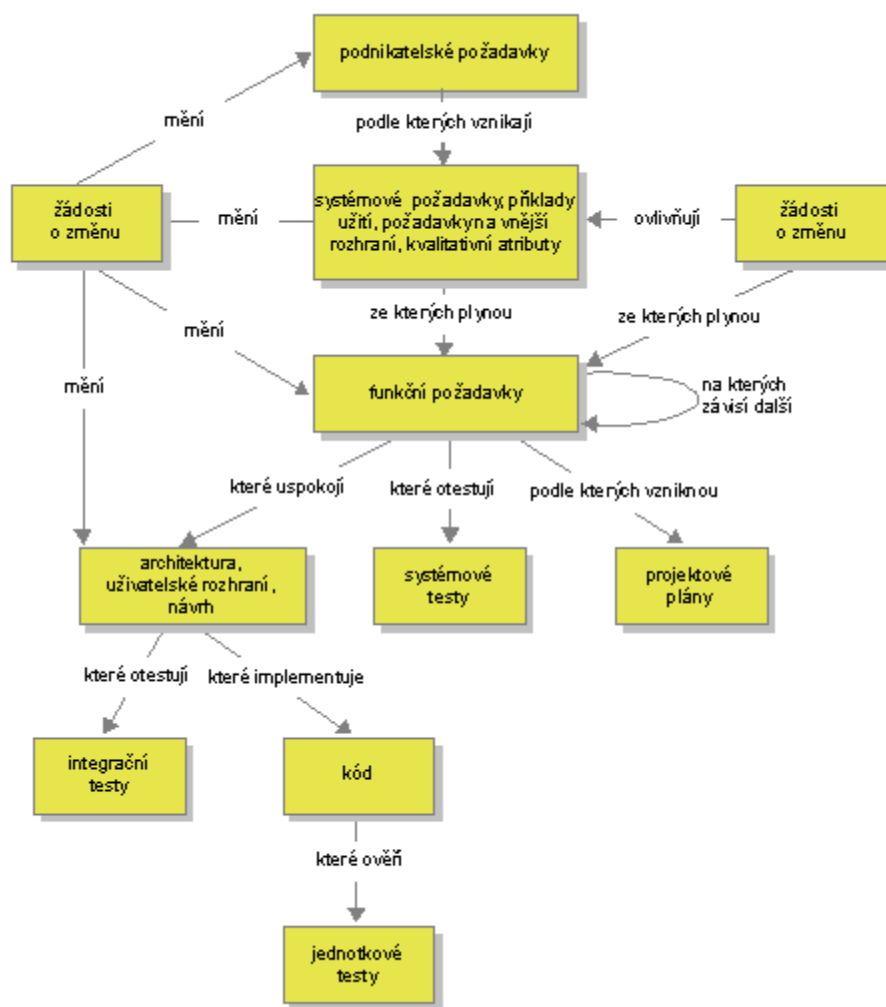 podnikatelské požadavky
mění
podle kterých vznikají
žádosti
o změnu
mění
systémové požadavky, příklady
užití, požadavky na vnější
rozhraní, kvalitativní atributy
ovlivňují
žádosti
o změnu
ze kterých plynou
ze kterých plynou
mění
mění
funkční požadavky
na kterých
závisí další
které uspokojí
které otestují
podle kterých vzniknou
architektura,
uživatelské rozhraní,
návrh
systémové
testy
projektové
plány
které otestují
které implementuje
integrační
testy
kód
které ověří
jednotkové
testy